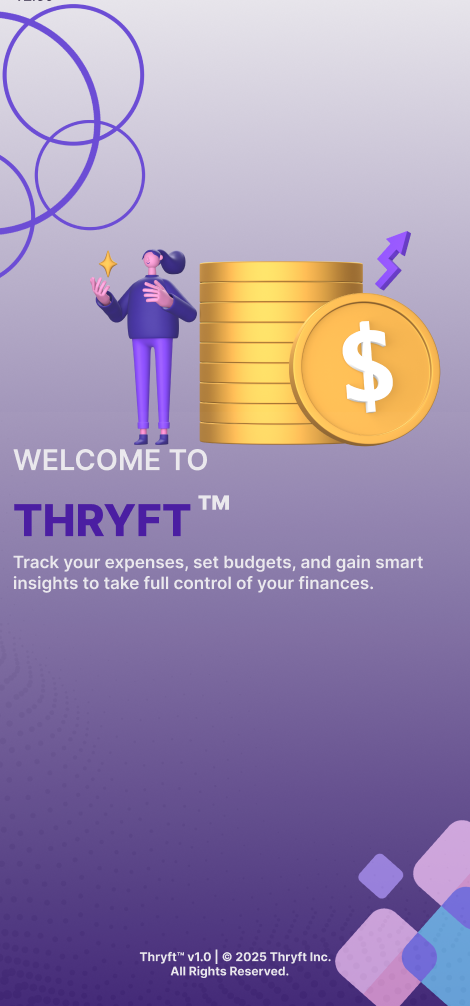 WELCOME TO
THRYFT™
Track your expenses, set budgets, and gain smart
insights to take full control of your finances.
Thryft™ v1.0 | © 2025 Thryft Inc.
All Rights Reserved.